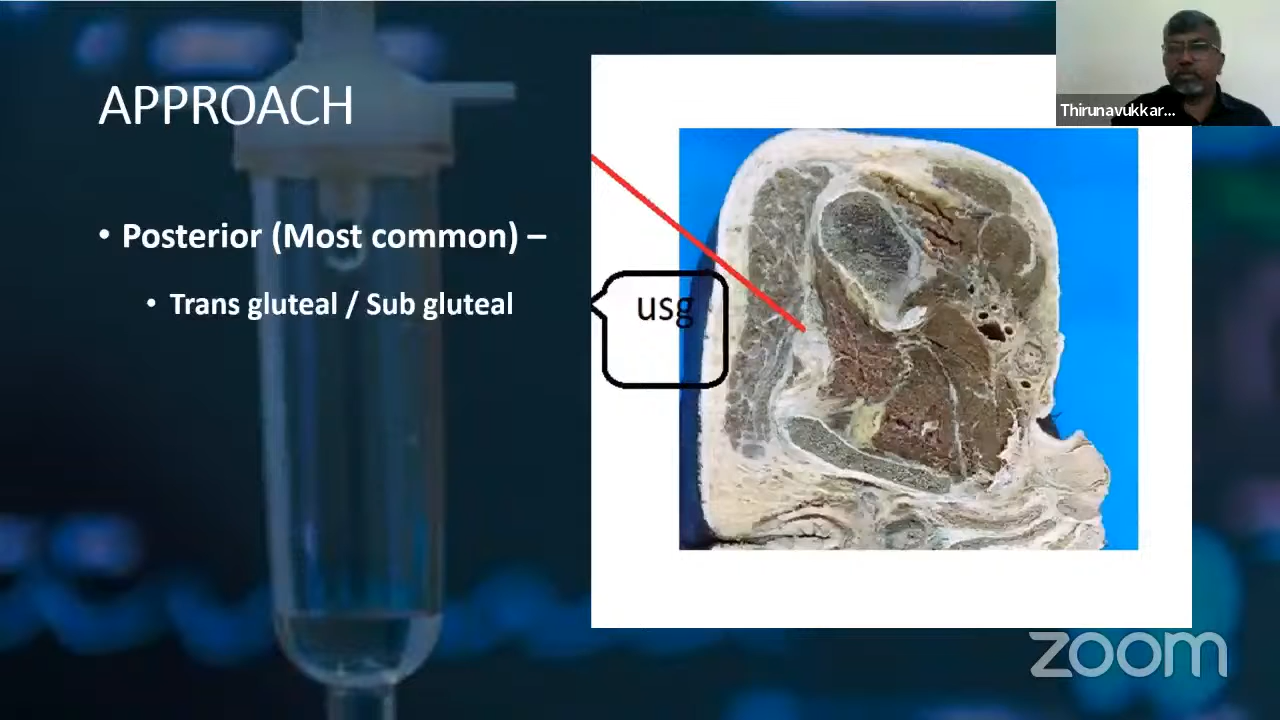 Thirunavukkar...
APPROACH
• Posterior (Most common) –
• Trans gluteal / Sub gluteal
usg
zoom